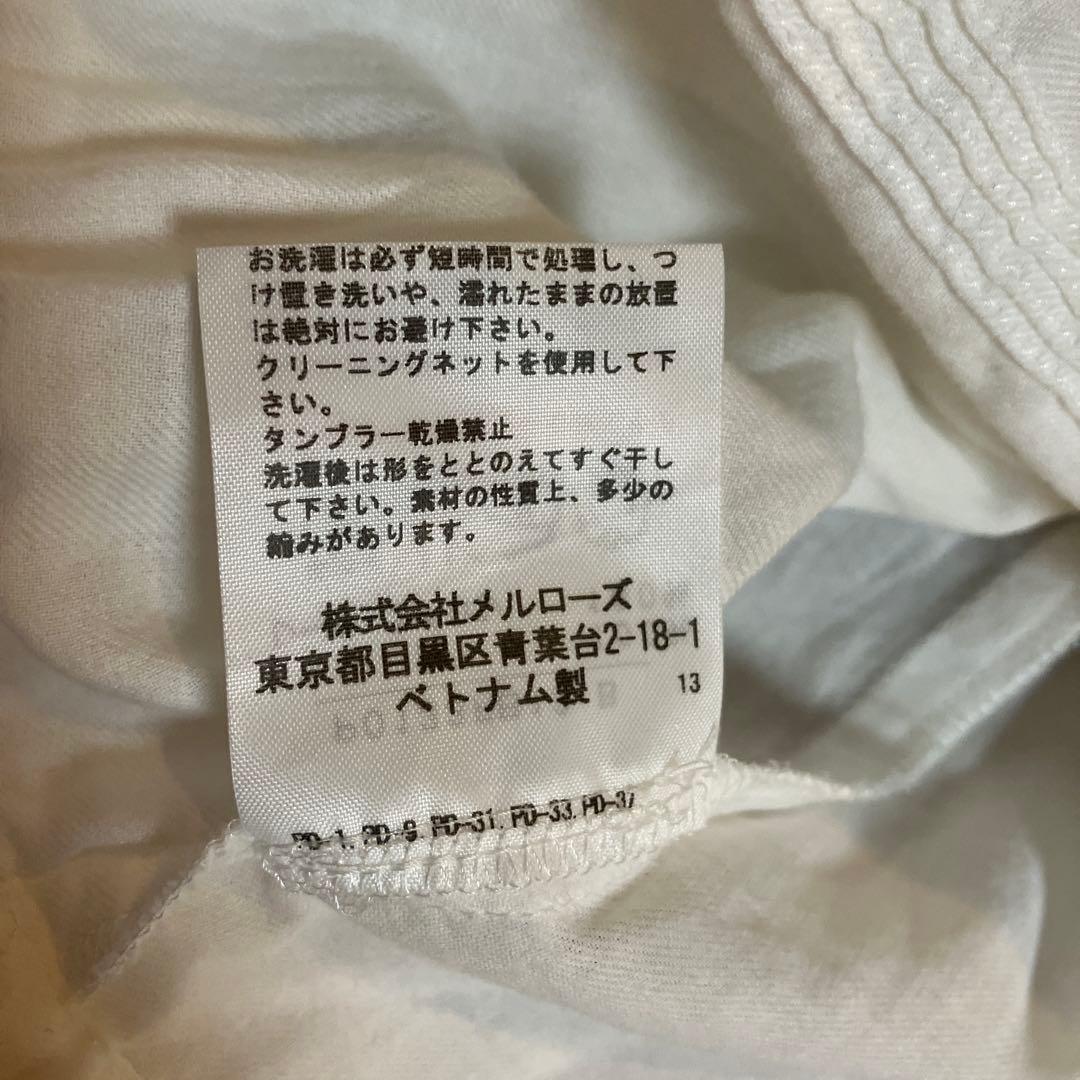 お洗濯は必ず短時間で処理し、つ
け置き洗いや、濡れたままの放置
は絶対にお避け下さい。
クリーニングネットを使用して下
さい。
タンブラー乾燥禁止
洗濯後は形をととのえてすぐ干し
て下さい。素材の性質上、多少の
縮みがあります。
株式会社メルローズ
東京都目黒区青葉台2-18-1
ベトナム製 13
PD-1, PD-9, PD-31, PD-33, PD-37